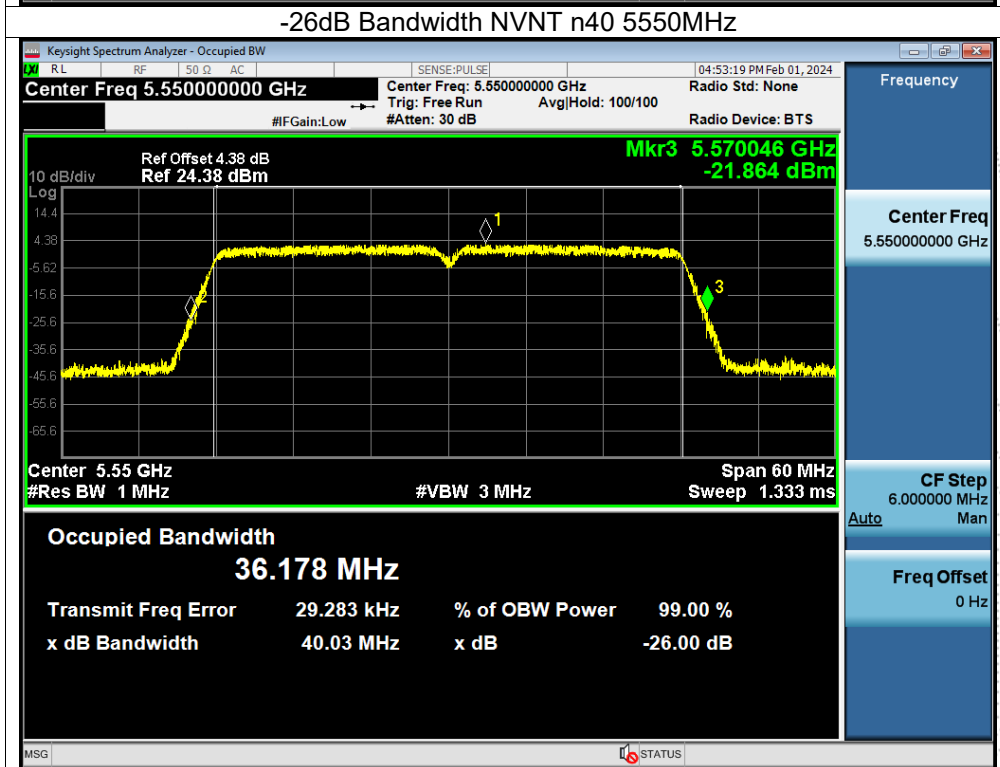 -26dB Bandwidth NVNT n40 5550MHz
Keysight Spectrum Analyzer - Occupied BW
LXI RL RF 50 Ω AC SENSE:PULSE 04:53:19 PM Feb 01, 2024
Center Freq 5.550000000 GHz
Center Freq: 5.550000000 GHz Radio Std: None
Trig: Free Run Avg|Hold: 100/100
#IFGain:Low #Atten: 30 dB Radio Device: BTS
Frequency
Mkr3 5.570046 GHz
-21.864 dBm
Ref Offset 4.38 dB
10 dB/div Ref 24.38 dBm
Log
14.4
4.38
-5.62
-15.6
-25.6
-35.6
-45.6
-55.6
-65.6
1
2
3
Center 5.55 GHz Span 60 MHz
#Res BW 1 MHz #VBW 3 MHz Sweep 1.333 ms
Center Freq
5.550000000 GHz
CF Step
6.000000 MHz
Auto Man
Freq Offset
0 Hz
Occupied Bandwidth
36.178 MHz
Transmit Freq Error 29.283 kHz % of OBW Power 99.00 %
x dB Bandwidth 40.03 MHz x dB -26.00 dB
MSG STATUS